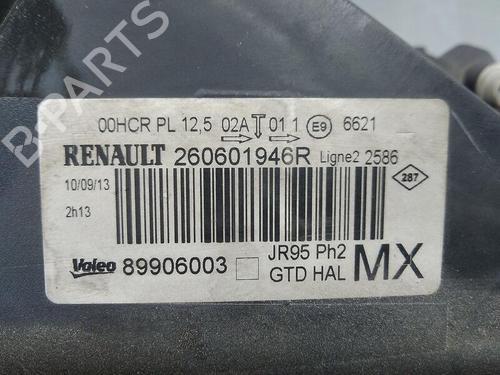 B-PARTS
00HCR PL 12,5 02A T 01 1 E9 6621
RENAULT 260601946R Ligne2 2586
10/09/13
2h13
287
Valeo 89906003
JR95 Ph2
GTD HAL
MX